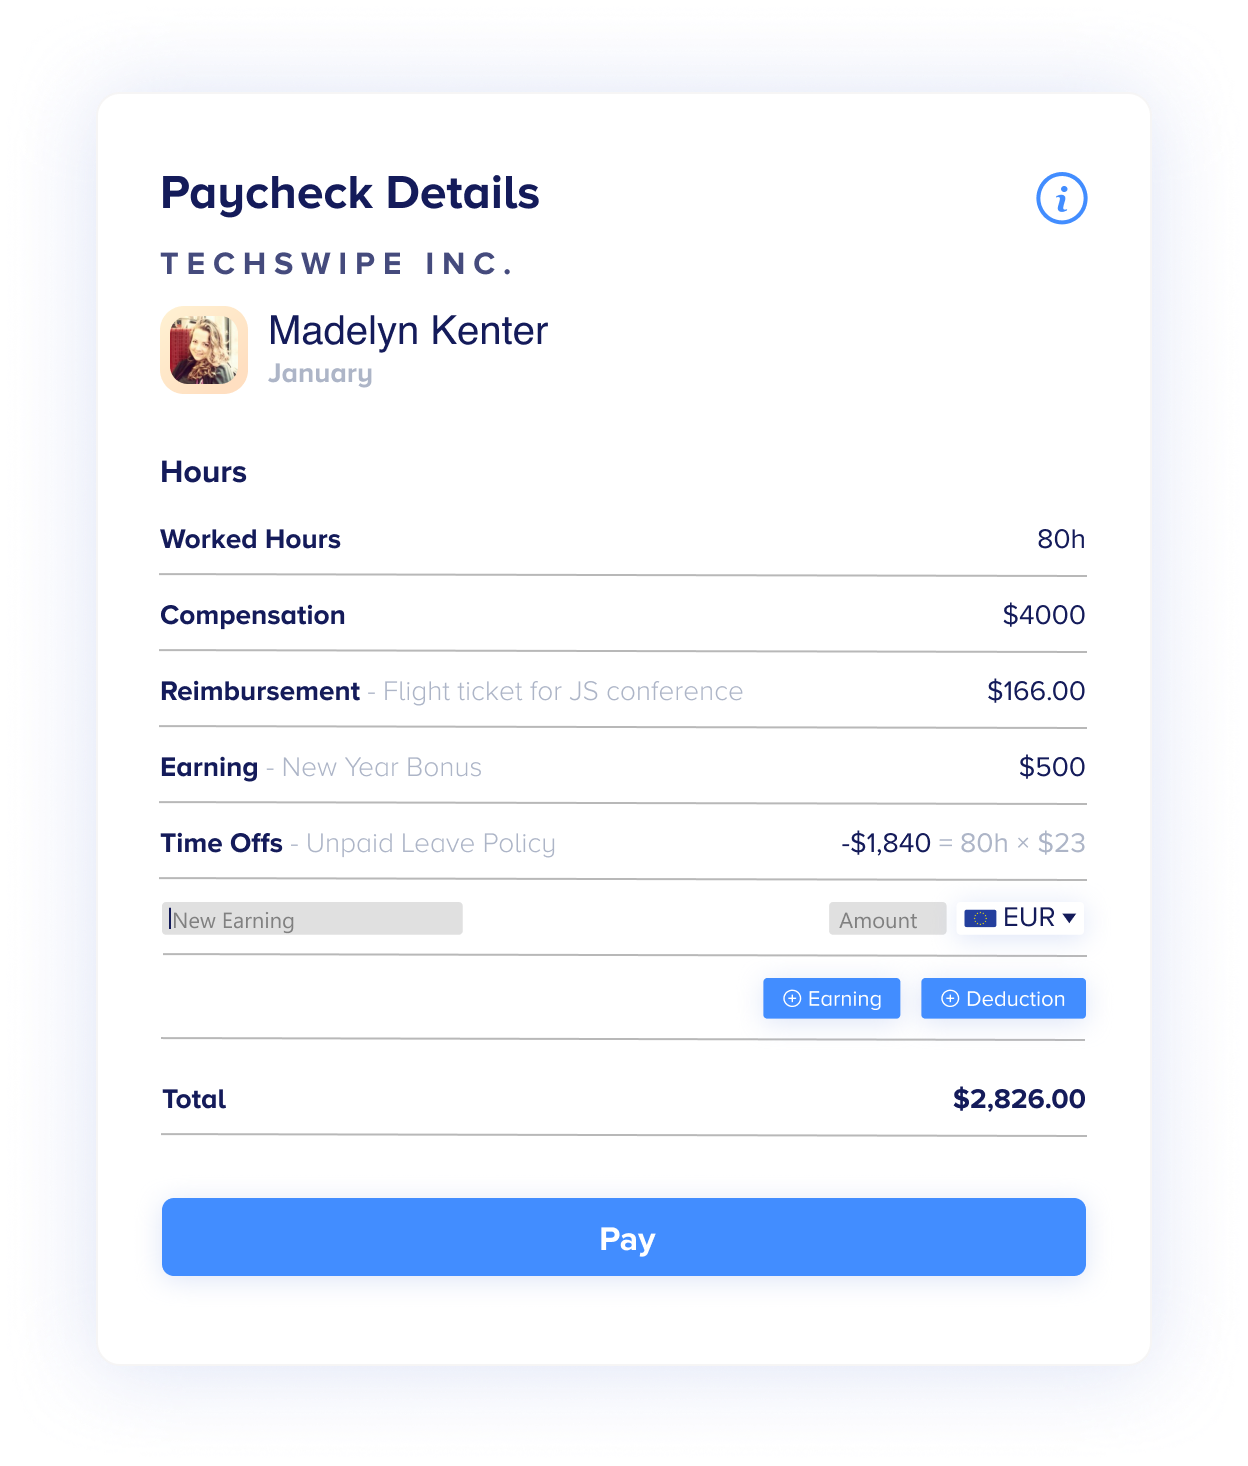 Paycheck Details
i
TECHSWIPE INC.
Madelyn Kenter
January
Hours
Worked Hours 80h
Compensation $4000
Reimbursement - Flight ticket for JS conference $166.00
Earning - New Year Bonus $500
Time Offs - Unpaid Leave Policy -$1,840 = 80h × $23
New Earning Amount EUR
Earning Deduction
Total $2,826.00
Pay